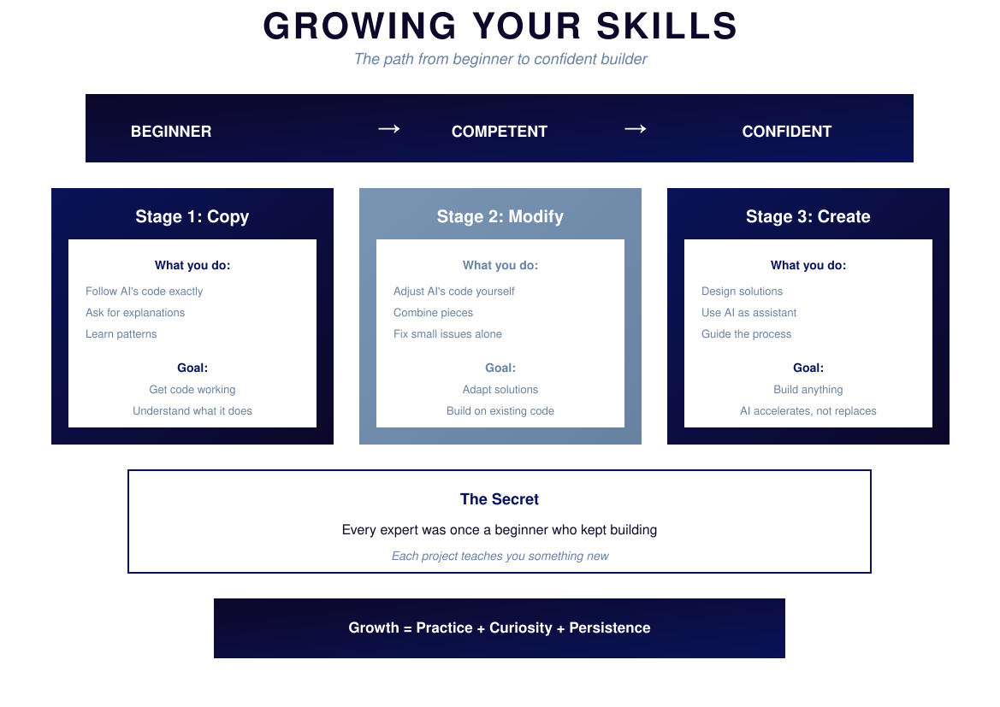 GROWING YOUR SKILLS
The path from beginner to confident builder
BEGINNER → COMPETENT → CONFIDENT
Stage 1: Copy
What you do:
Follow AI's code exactly
Ask for explanations
Learn patterns
Goal:
Get code working
Understand what it does
Stage 2: Modify
What you do:
Adjust AI's code yourself
Combine pieces
Fix small issues alone
Goal:
Adapt solutions
Build on existing code
Stage 3: Create
What you do:
Design solutions
Use AI as assistant
Guide the process
Goal:
Build anything
AI accelerates, not replaces
The Secret
Every expert was once a beginner who kept building
Each project teaches you something new
Growth = Practice + Curiosity + Persistence